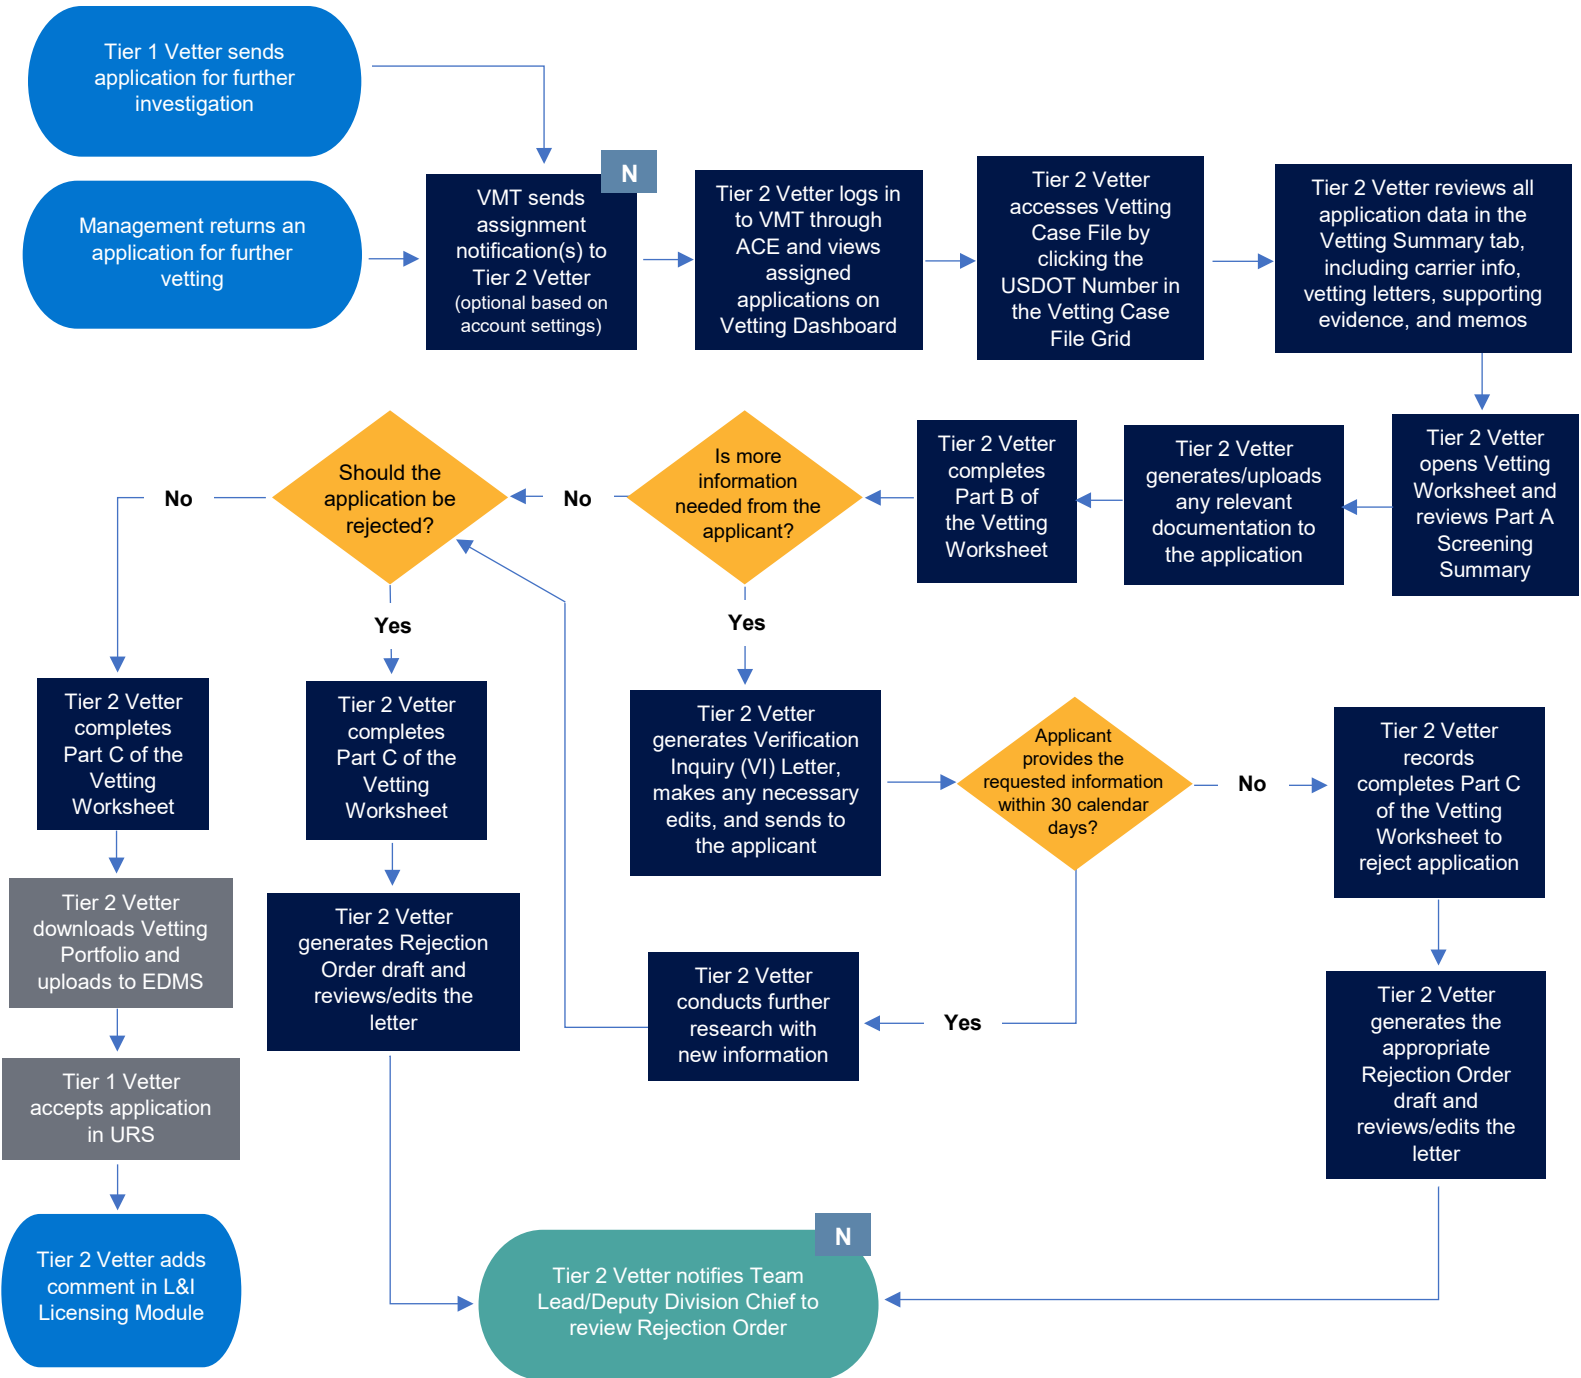 Tier 1 Vetter sends
application for further
investigation
Management returns an
application for further
vetting
N
VMT sends
assignment
notification(s) to
Tier 2 Vetter
(optional based on
account settings)
Tier 2 Vetter logs in
to VMT through
ACE and views
assigned
applications on
Vetting Dashboard
Tier 2 Vetter
accesses Vetting
Case File by
clicking the
USDOT Number in
the Vetting Case
File Grid
Tier 2 Vetter reviews all
application data in the
Vetting Summary tab,
including carrier info,
vetting letters, supporting
evidence, and memos
Tier 2 Vetter
opens Vetting
Worksheet and
reviews Part A
Screening
Summary
Tier 2 Vetter
generates/uploads
any relevant
documentation to
the application
Tier 2 Vetter
completes
Part B of
the Vetting
Worksheet
Is more
information
needed from the
applicant?
No
Should the
application be
rejected?
No
Yes
Yes
Tier 2 Vetter
completes
Part C of the
Vetting
Worksheet
Tier 2 Vetter
completes
Part C of the
Vetting
Worksheet
Tier 2 Vetter
generates Verification
Inquiry (VI) Letter,
makes any necessary
edits, and sends to
the applicant
Applicant
provides the
requested information
within 30 calendar
days?
No
Tier 2 Vetter
records
completes Part C
of the Vetting
Worksheet to
reject application
Tier 2 Vetter
downloads Vetting
Portfolio and
uploads to EDMS
Tier 2 Vetter
generates Rejection
Order draft and
reviews/edits the
letter
Tier 2 Vetter
conducts further
research with
new information
Yes
Tier 2 Vetter
generates the
appropriate
Rejection Order
draft and
reviews/edits the
letter
Tier 1 Vetter
accepts application
in URS
Tier 2 Vetter adds
comment in L&I
Licensing Module
N
Tier 2 Vetter notifies Team
Lead/Deputy Division Chief to
review Rejection Order